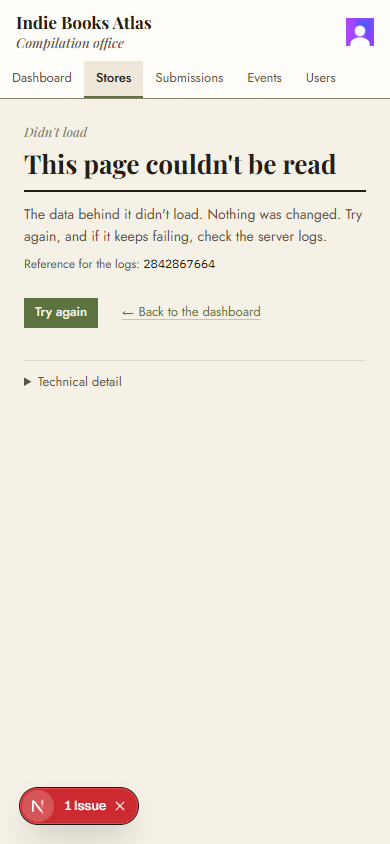 Indie Books Atlas
Compilation office
Dashboard Stores Submissions Events Users
Didn't load
This page couldn't be read
The data behind it didn't load. Nothing was changed. Try
again, and if it keeps failing, check the server logs.
Reference for the logs: 2842867664
Try again ← Back to the dashboard
▶ Technical detail
N 1 Issue ×